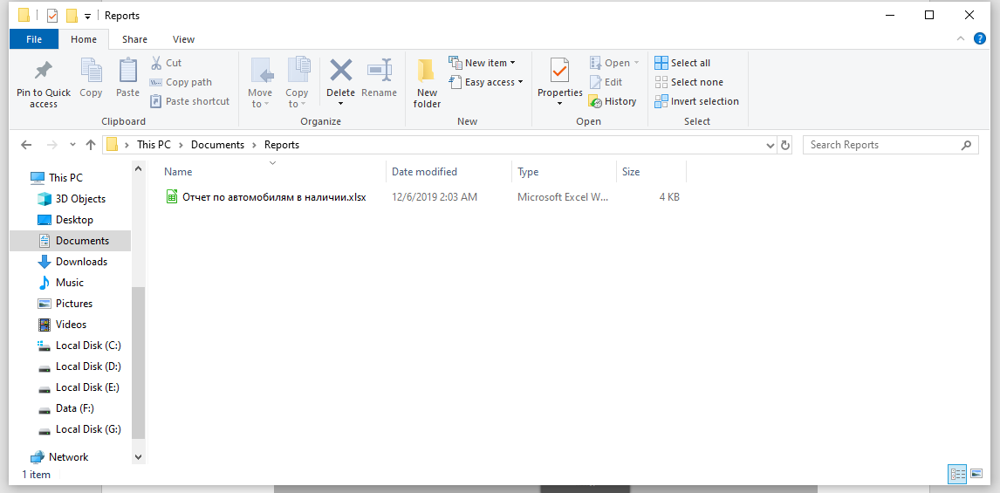 Reports
File Home Share View
Pin to Quick access
Copy
Paste
Cut
Copy path
Paste shortcut
Clipboard
Move to
Copy to
Delete
Rename
Organize
New folder
New item
Easy access
New
Properties
Open
Edit
History
Open
Select all
Select none
Invert selection
Select
This PC Documents Reports
Search Reports
Name Date modified Type Size
Отчет по автомобилям в наличии.xlsx 12/6/2019 2:03 AM Microsoft Excel W... 4 KB
This PC
3D Objects
Desktop
Documents
Downloads
Music
Pictures
Videos
Local Disk (C:)
Local Disk (D:)
Local Disk (E:)
Data (F:)
Local Disk (G:)
Network
1 item